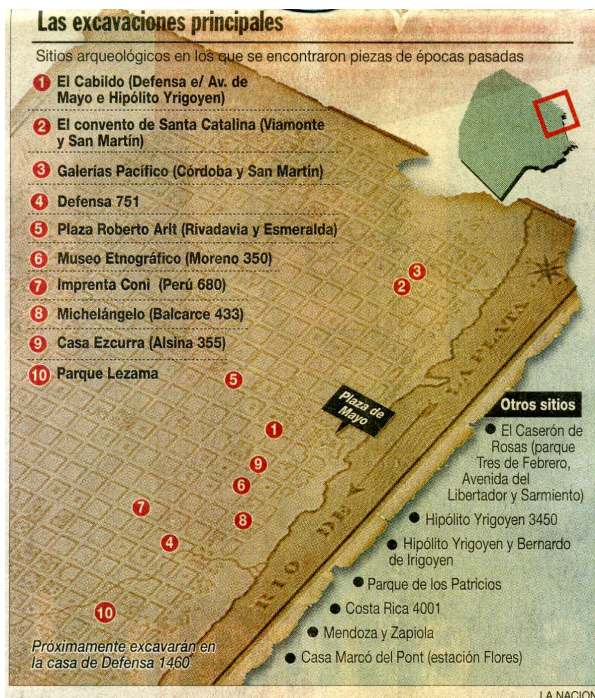 Las excavaciones principales
Sitios arqueológicos en los que se encontraron piezas de épocas pasadas
1 El Cabildo (Defensa e/ Av. de
Mayo e Hipólito Yrigoyen)
2 El convento de Santa Catalina (Viamonte
y San Martín)
3 Galerías Pacífico (Córdoba y San Martín)
4 Defensa 751
5 Plaza Roberto Arlt (Rivadavia y Esmeralda)
6 Museo Etnográfico (Moreno 350)
7 Imprenta Coni (Perú 680)
8 Michelángelo (Balcarce 433)
9 Casa Ezcurra (Alsina 355)
10 Parque Lezama
3
2
5
1
9
6
7
8
4
10
Plaza de
Mayo
RIO DE LA PLATA
Próximamente excavarán en
la casa de Defensa 1460
Otros sitios
El Caserón de
Rosas (parque
Tres de Febrero,
Avenida del
Libertador y Sarmiento)
Hipólito Yrigoyen 3450
Hipólito Yrigoyen y Bernardo
de Irigoyen
Parque de los Patricios
Costa Rica 4001
Mendoza y Zapiola
Casa Marcó del Pont (estación Flores)
LA NACION